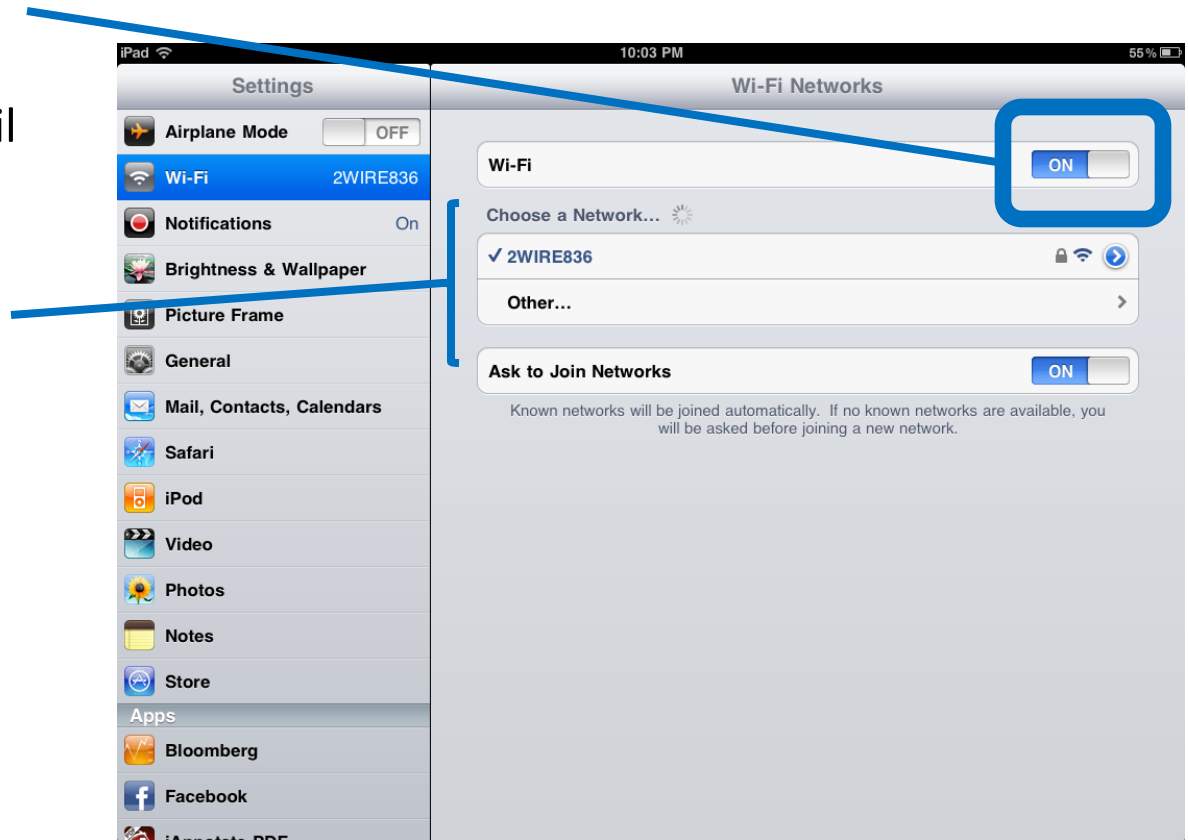 il
iPad
10:03 PM
55%
Settings
Wi-Fi Networks
Airplane Mode OFF
Wi-Fi 2WIRE836
Notifications On
Brightness & Wallpaper
Picture Frame
General
Mail, Contacts, Calendars
Safari
iPod
Video
Photos
Notes
Store
Apps
Bloomberg
Facebook
iAnnotate PDF
Wi-Fi ON
Choose a Network...
✓ 2WIRE836
Other...
Ask to Join Networks ON
Known networks will be joined automatically. If no known networks are available, you
will be asked before joining a new network.